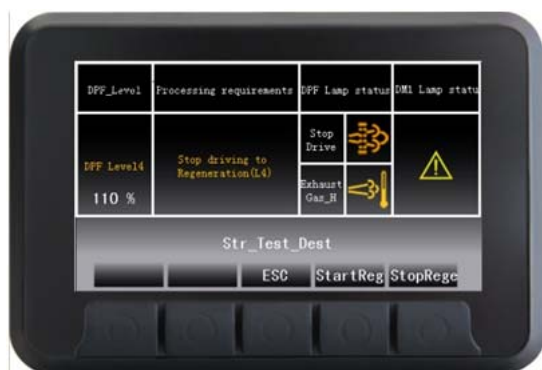 DPF_Level
Processing requirements
DPF Lamp status
DM1 Lamp statu
DPF Level4
110 %
Stop driving to
Regeneration(L4)
Stop
Drive
Exhaust
Gas_H
Str_Test_Dest
ESC
StartReg
StopRege